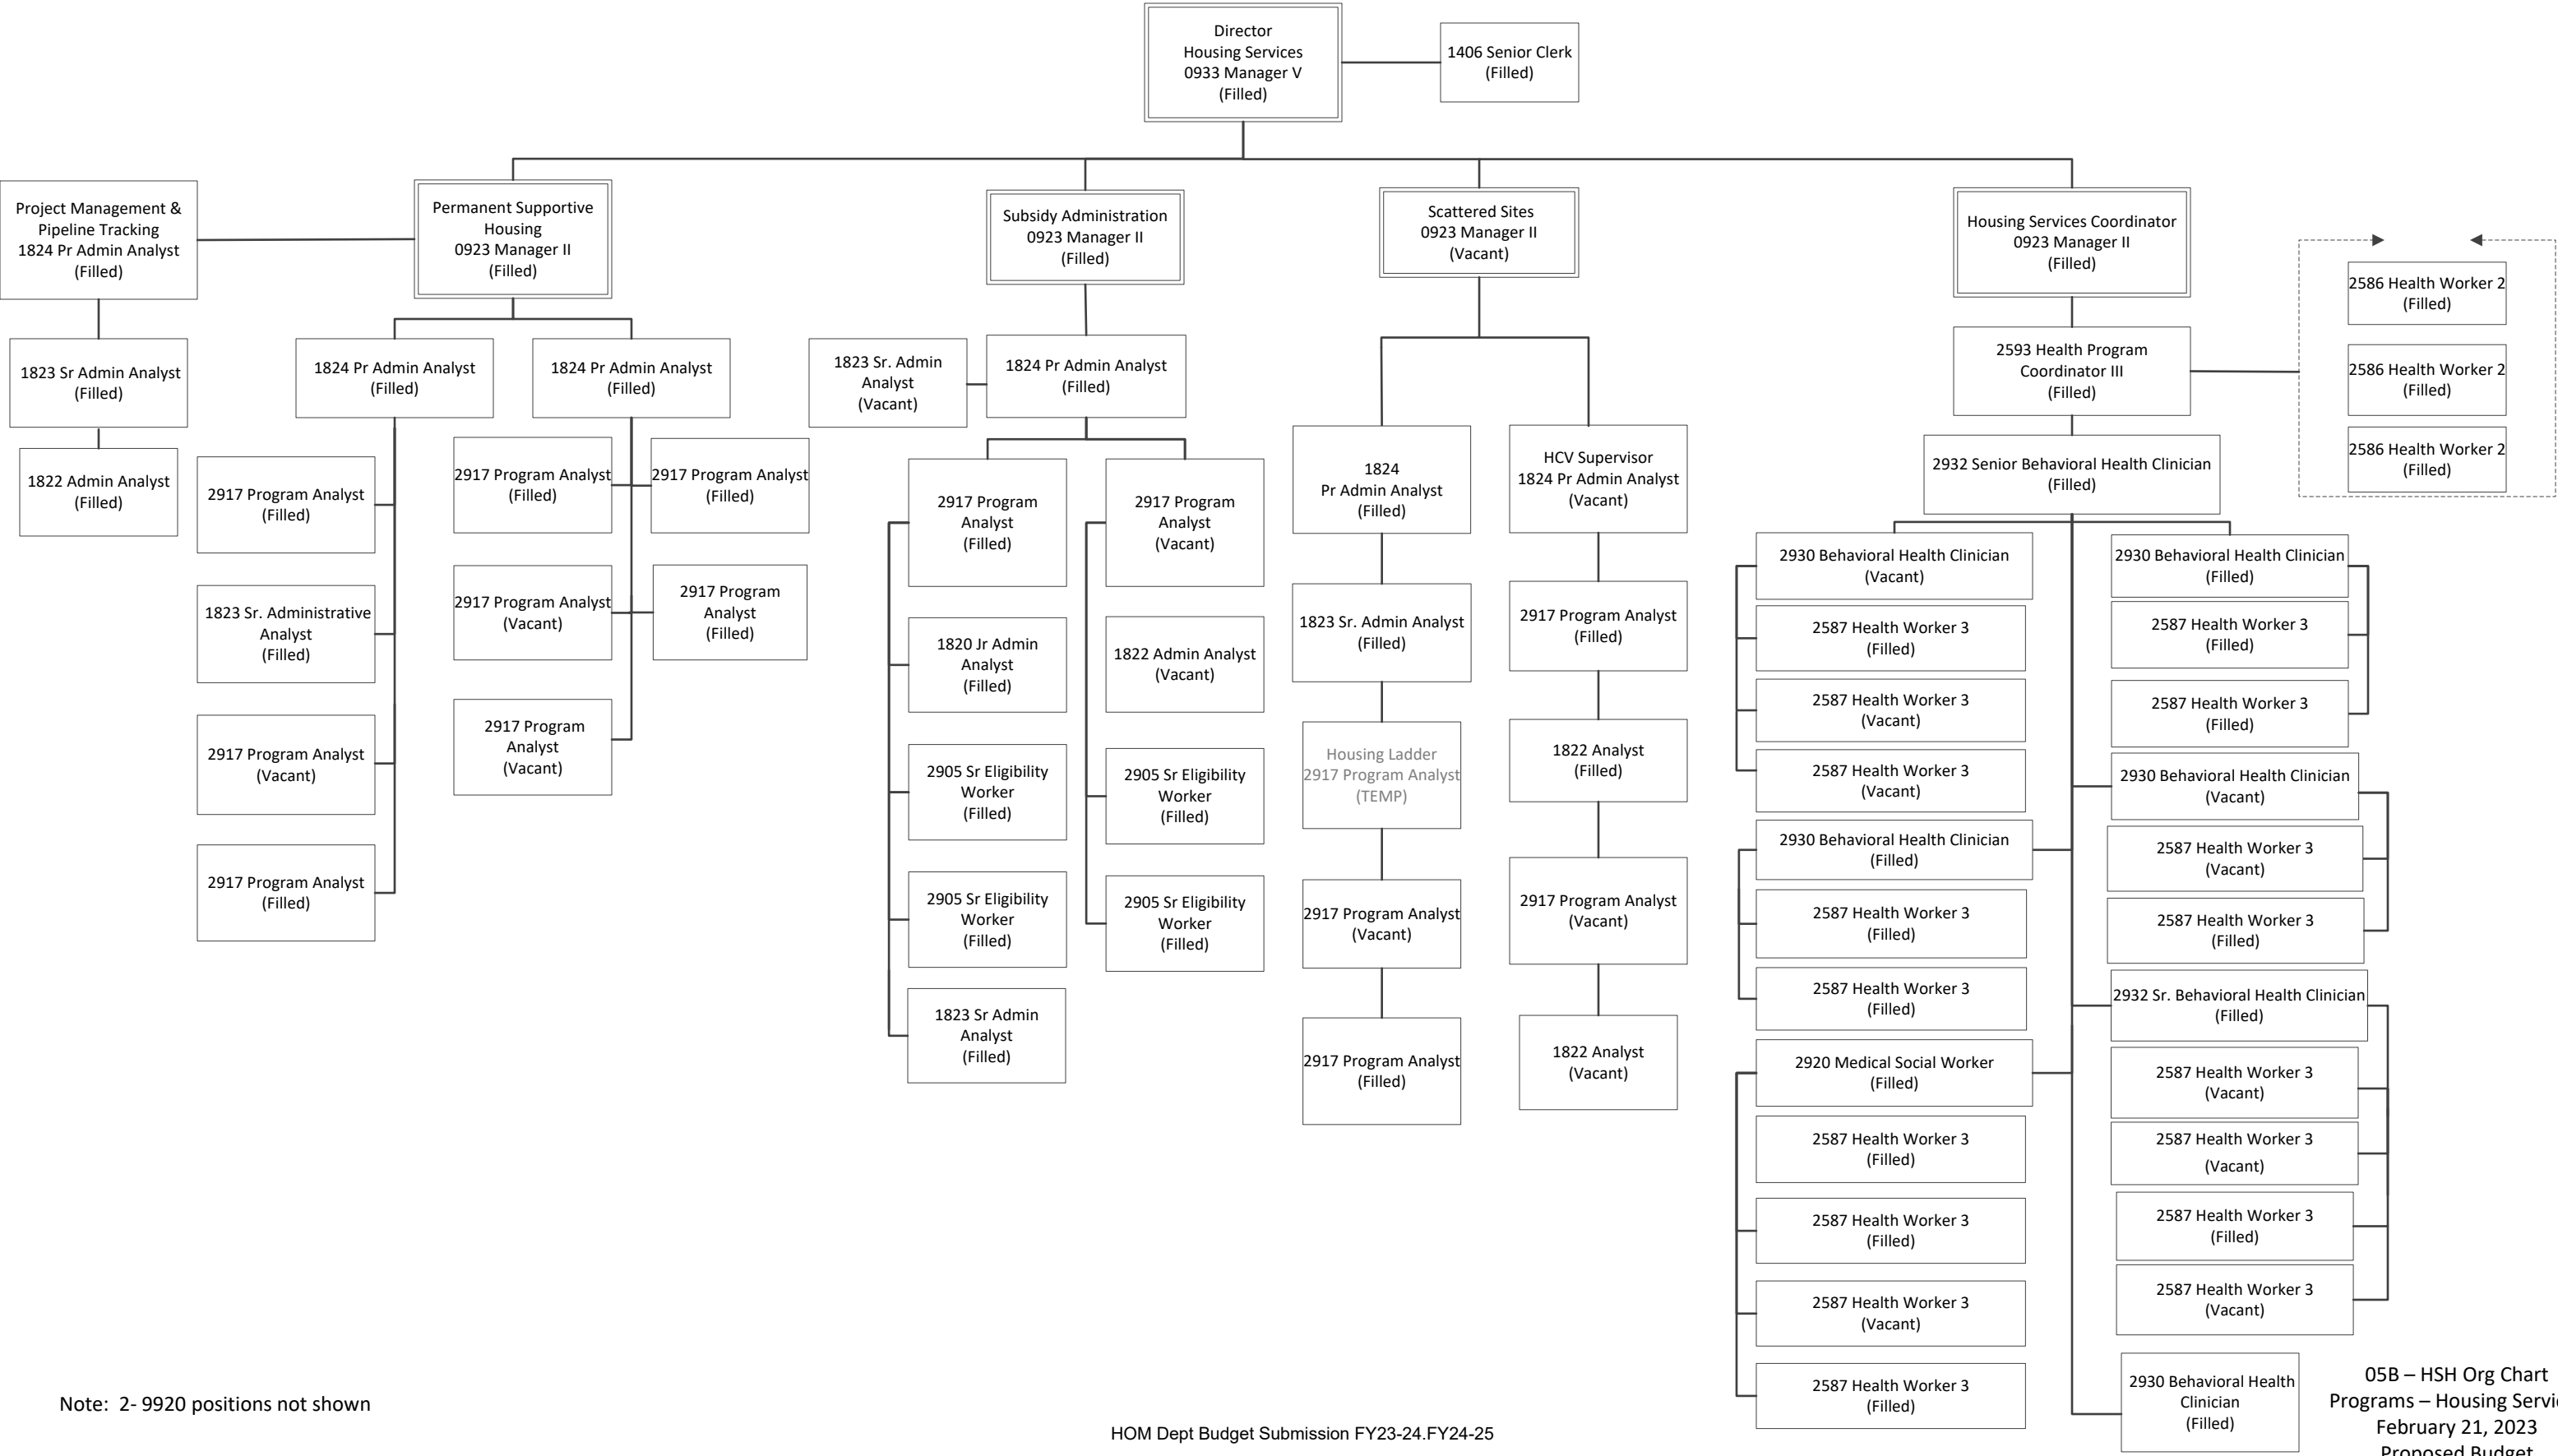 Director
Housing Services
0933 Manager V
(Filled)
1406 Senior Clerk
(Filled)
Project Management &
Pipeline Tracking
1824 Pr Admin Analyst
(Filled)
Permanent Supportive
Housing
0923 Manager II
(Filled)
Subsidy Administration
0923 Manager II
(Filled)
Scattered Sites
0923 Manager II
(Vacant)
Housing Services Coordinator
0923 Manager II
(Filled)
1823 Sr Admin Analyst
(Filled)
1822 Admin Analyst
(Filled)
1824 Pr Admin Analyst
(Filled)
2917 Program Analyst
(Filled)
1823 Sr. Administrative
Analyst
(Filled)
2917 Program Analyst
(Vacant)
2917 Program Analyst
(Filled)
1824 Pr Admin Analyst
(Filled)
2917 Program Analyst
(Filled)
2917 Program Analyst
(Filled)
2917 Program Analyst
(Vacant)
2917 Program
Analyst
(Filled)
2917 Program
Analyst
(Vacant)
1823 Sr. Admin
Analyst
(Vacant)
1824 Pr Admin Analyst
(Filled)
2917 Program
Analyst
(Filled)
1820 Jr Admin
Analyst
(Filled)
2905 Sr Eligibility
Worker
(Filled)
2905 Sr Eligibility
Worker
(Filled)
1823 Sr Admin
Analyst
(Filled)
2917 Program
Analyst
(Vacant)
1822 Admin Analyst
(Vacant)
2905 Sr Eligibility
Worker
(Filled)
2905 Sr Eligibility
Worker
(Filled)
1824
Pr Admin Analyst
(Filled)
1823 Sr. Admin Analyst
(Filled)
Housing Ladder
2917 Program Analyst
(TEMP)
2917 Program Analyst
(Vacant)
2917 Program Analyst
(Filled)
HCV Supervisor
1824 Pr Admin Analyst
(Vacant)
2917 Program Analyst
(Filled)
1822 Analyst
(Filled)
2917 Program Analyst
(Vacant)
1822 Analyst
(Vacant)
2593 Health Program
Coordinator III
(Filled)
2586 Health Worker 2
(Filled)
2586 Health Worker 2
(Filled)
2586 Health Worker 2
(Filled)
2932 Senior Behavioral Health Clinician
(Filled)
2930 Behavioral Health Clinician
(Vacant)
2587 Health Worker 3
(Filled)
2587 Health Worker 3
(Vacant)
2587 Health Worker 3
(Vacant)
2930 Behavioral Health Clinician
(Filled)
2587 Health Worker 3
(Filled)
2587 Health Worker 3
(Filled)
2920 Medical Social Worker
(Filled)
2587 Health Worker 3
(Filled)
2587 Health Worker 3
(Filled)
2587 Health Worker 3
(Vacant)
2587 Health Worker 3
(Filled)
2930 Behavioral Health Clinician
(Filled)
2587 Health Worker 3
(Filled)
2587 Health Worker 3
(Filled)
2930 Behavioral Health Clinician
(Vacant)
2587 Health Worker 3
(Vacant)
2587 Health Worker 3
(Filled)
2932 Sr. Behavioral Health Clinician
(Filled)
2587 Health Worker 3
(Vacant)
2587 Health Worker 3
(Vacant)
2587 Health Worker 3
(Filled)
2587 Health Worker 3
(Vacant)
2930 Behavioral Health
Clinician
(Filled)
Note: 2- 9920 positions not shown
HOM Dept Budget Submission FY23-24.FY24-25
05B – HSH Org Chart
Programs – Housing Servi
February 21, 2023
Proposed Budget